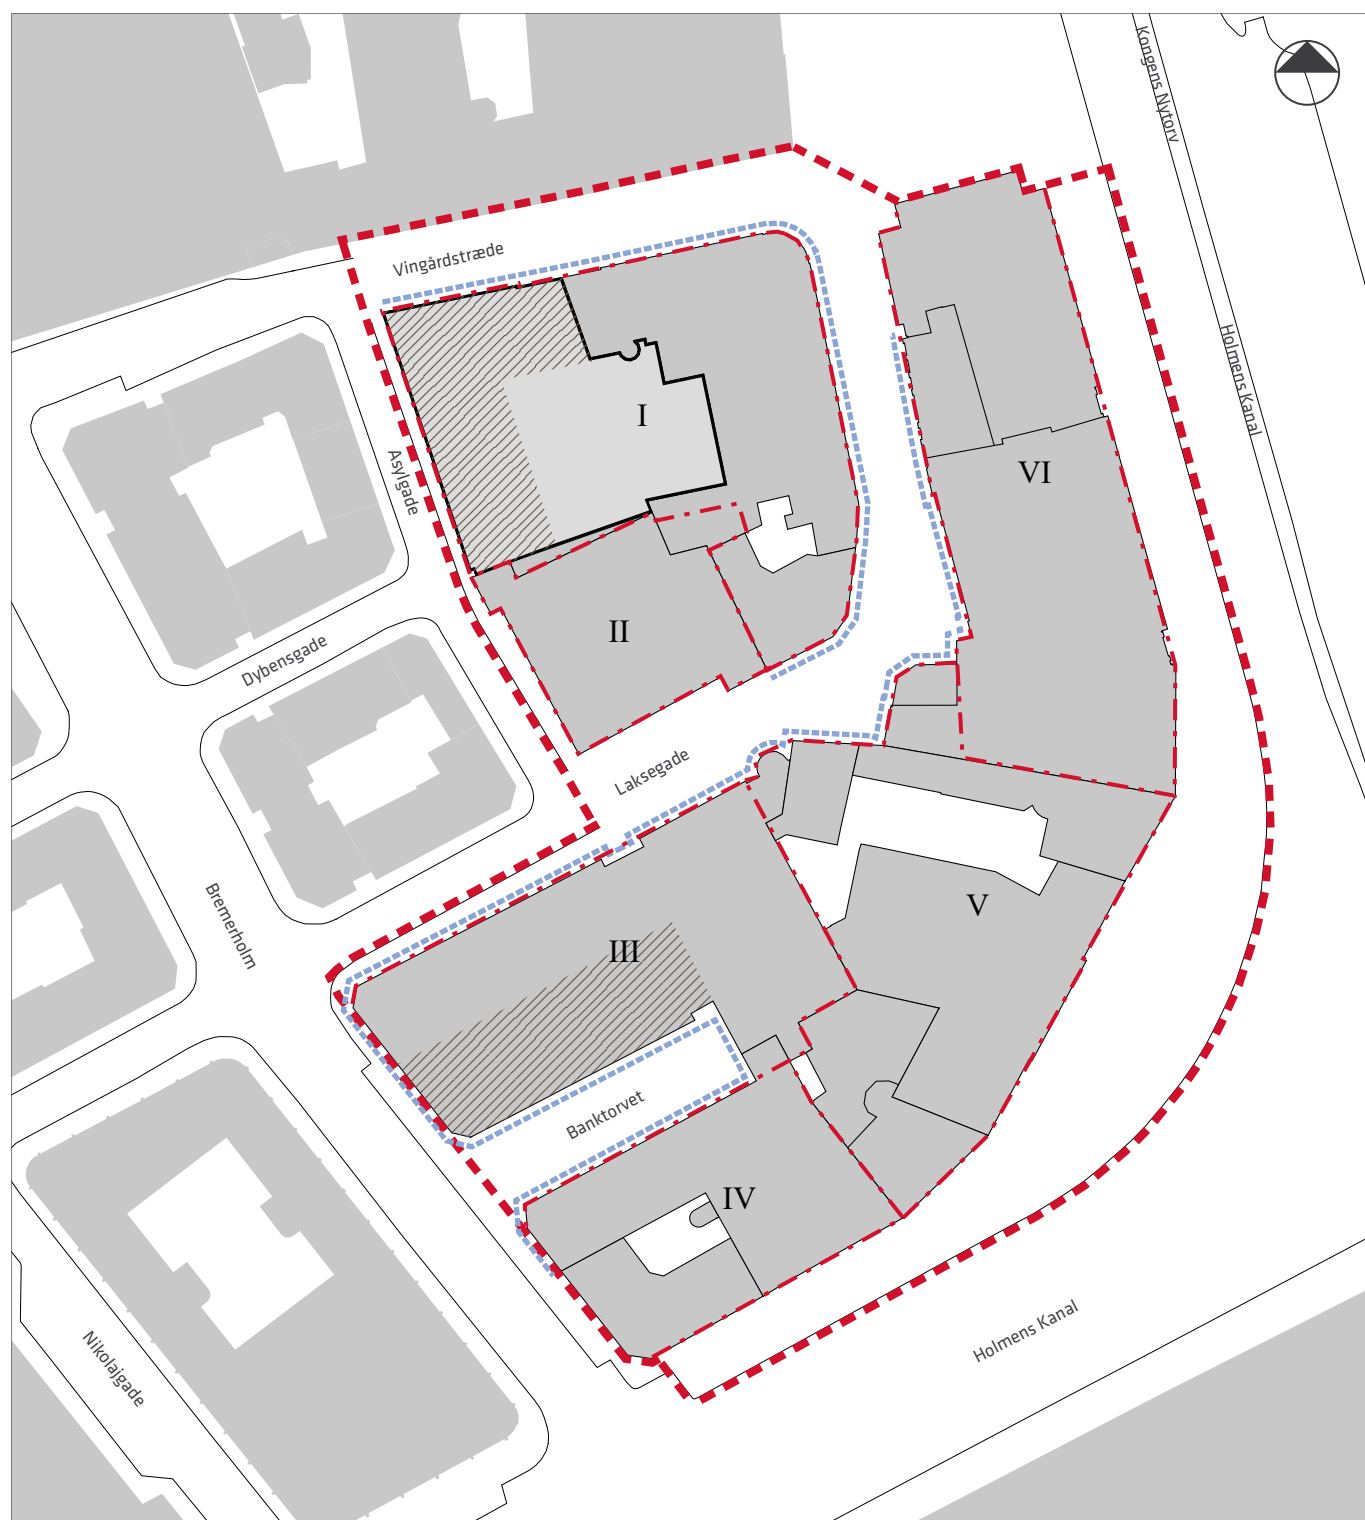 Kongens Nytorv
Vingårdstræde
Holmens Kanal
I
Asylgade
VI
II
Dybensgade
Laksegade
V
Bremerholm
III
Banktorvet
IV
Holmens Kanal
Nikolajgade